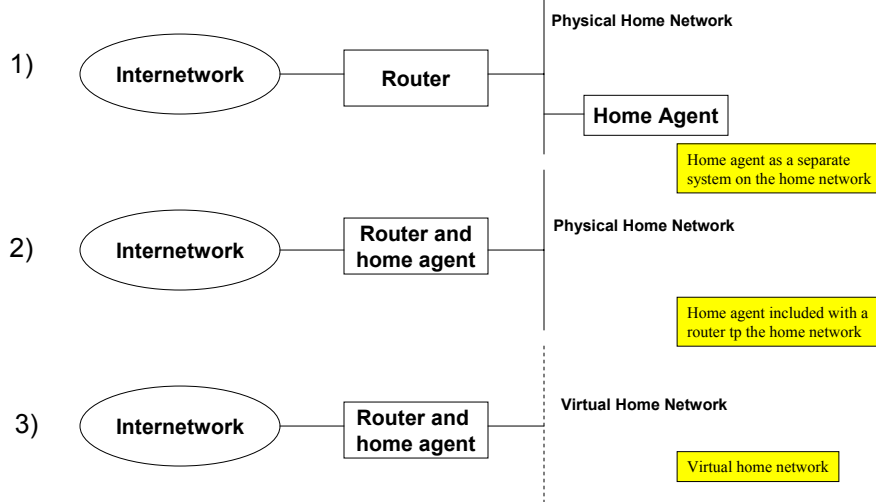 Physical Home Network
1)
Internetwork
Router
Home Agent
Home agent as a separate
system on the home network
2)
Internetwork
Router and
home agent
Physical Home Network
Home agent included with a
router tp the home network
3)
Internetwork
Router and
home agent
Virtual Home Network
Virtual home network